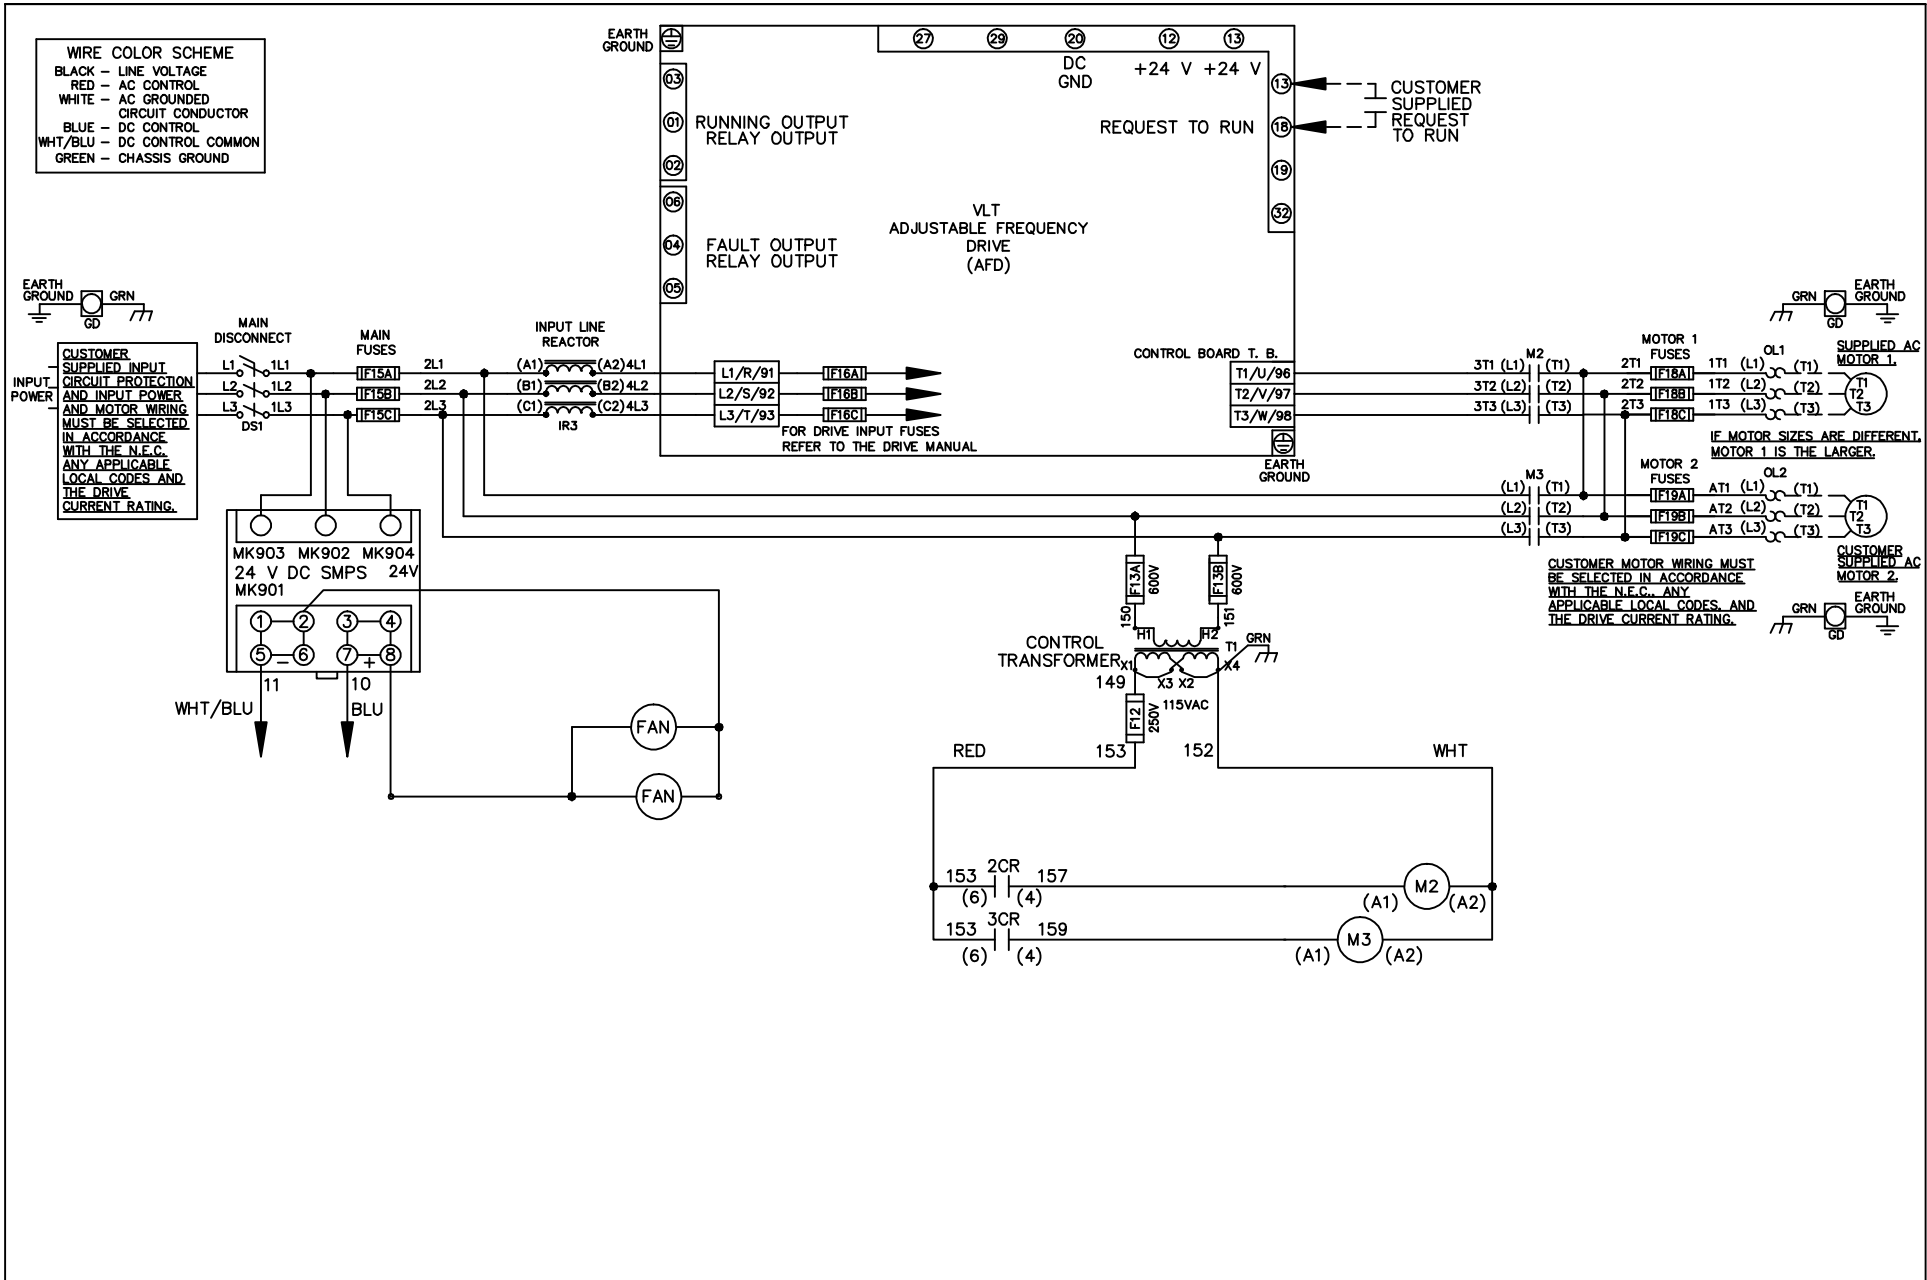 WIRE COLOR SCHEME
BLACK – LINE VOLTAGE
RED – AC CONTROL
WHITE – AC GROUNDED
CIRCUIT CONDUCTOR
BLUE – DC CONTROL
WHT/BLU – DC CONTROL COMMON
GREEN – CHASSIS GROUND
EARTH
GROUND
03
01
02
06
04
05
RUNNING OUTPUT
RELAY OUTPUT
FAULT OUTPUT
RELAY OUTPUT
27
29
20
12
13
DC
GND
+24 V
+24 V
13
18
19
32
REQUEST TO RUN
CUSTOMER
SUPPLIED
REQUEST
TO RUN
VLT
ADJUSTABLE FREQUENCY
DRIVE
(AFD)
EARTH
GROUND
GRN
GD
INPUT
POWER
CUSTOMER
SUPPLIED INPUT
CIRCUIT PROTECTION
AND INPUT POWER
AND MOTOR WIRING
MUST BE SELECTED
IN ACCORDANCE
WITH THE N.E.C.
ANY APPLICABLE
LOCAL CODES AND
THE DRIVE
CURRENT RATING.
MAIN
DISCONNECT
L1 1L1
L2 1L2
L3 1L3
DS1
MAIN
FUSES
F15A
F15B
F15C
2L1
2L2
2L3
INPUT LINE
REACTOR
(A1) (A2) 4L1
(B1) (B2) 4L2
(C1) (C2) 4L3
IR3
L1/R/91
L2/S/92
L3/T/93
F16A
F16B
F16C
FOR DRIVE INPUT FUSES
REFER TO THE DRIVE MANUAL
CONTROL BOARD T. B.
T1/U/96
T2/V/97
T3/W/98
EARTH
GROUND
M2
3T1 (L1) (T1)
3T2 (L2) (T2)
3T3 (L3) (T3)
2T1
2T2
2T3
MOTOR 1
FUSES
F18A
F18B
F18C
1T1 (L1)
1T2 (L2)
1T3 (L3)
OL1
(T1)
(T2)
(T3)
T1
T2
T3
GRN
GD
EARTH
GROUND
SUPPLIED AC
MOTOR 1.
IF MOTOR SIZES ARE DIFFERENT,
MOTOR 1 IS THE LARGER.
M3
(L1) (T1)
(L2) (T2)
(L3) (T3)
MOTOR 2
FUSES
F19A
F19B
F19C
AT1 (L1)
AT2 (L2)
AT3 (L3)
OL2
(T1)
(T2)
(T3)
T1
T2
T3
CUSTOMER
SUPPLIED AC
MOTOR 2.
CUSTOMER MOTOR WIRING MUST
BE SELECTED IN ACCORDANCE
WITH THE N.E.C., ANY
APPLICABLE LOCAL CODES, AND
THE DRIVE CURRENT RATING.
GRN
GD
EARTH
GROUND
MK903 MK902 MK904
24 V DC SMPS 24V
MK901
1 2 3 4
5 – 6 7 + 8
11
10
WHT/BLU
BLU
FAN
FAN
F13A
600V
150
F13B
600V
151
H1 H2
CONTROL
TRANSFORMER
T1
GRN
X1
X3 X2
X4
149
F12
250V
115VAC
RED
153
152
WHT
153 2CR 157
(6) (4)
M2
(A1) (A2)
153 3CR 159
(6) (4)
M3
(A1) (A2)